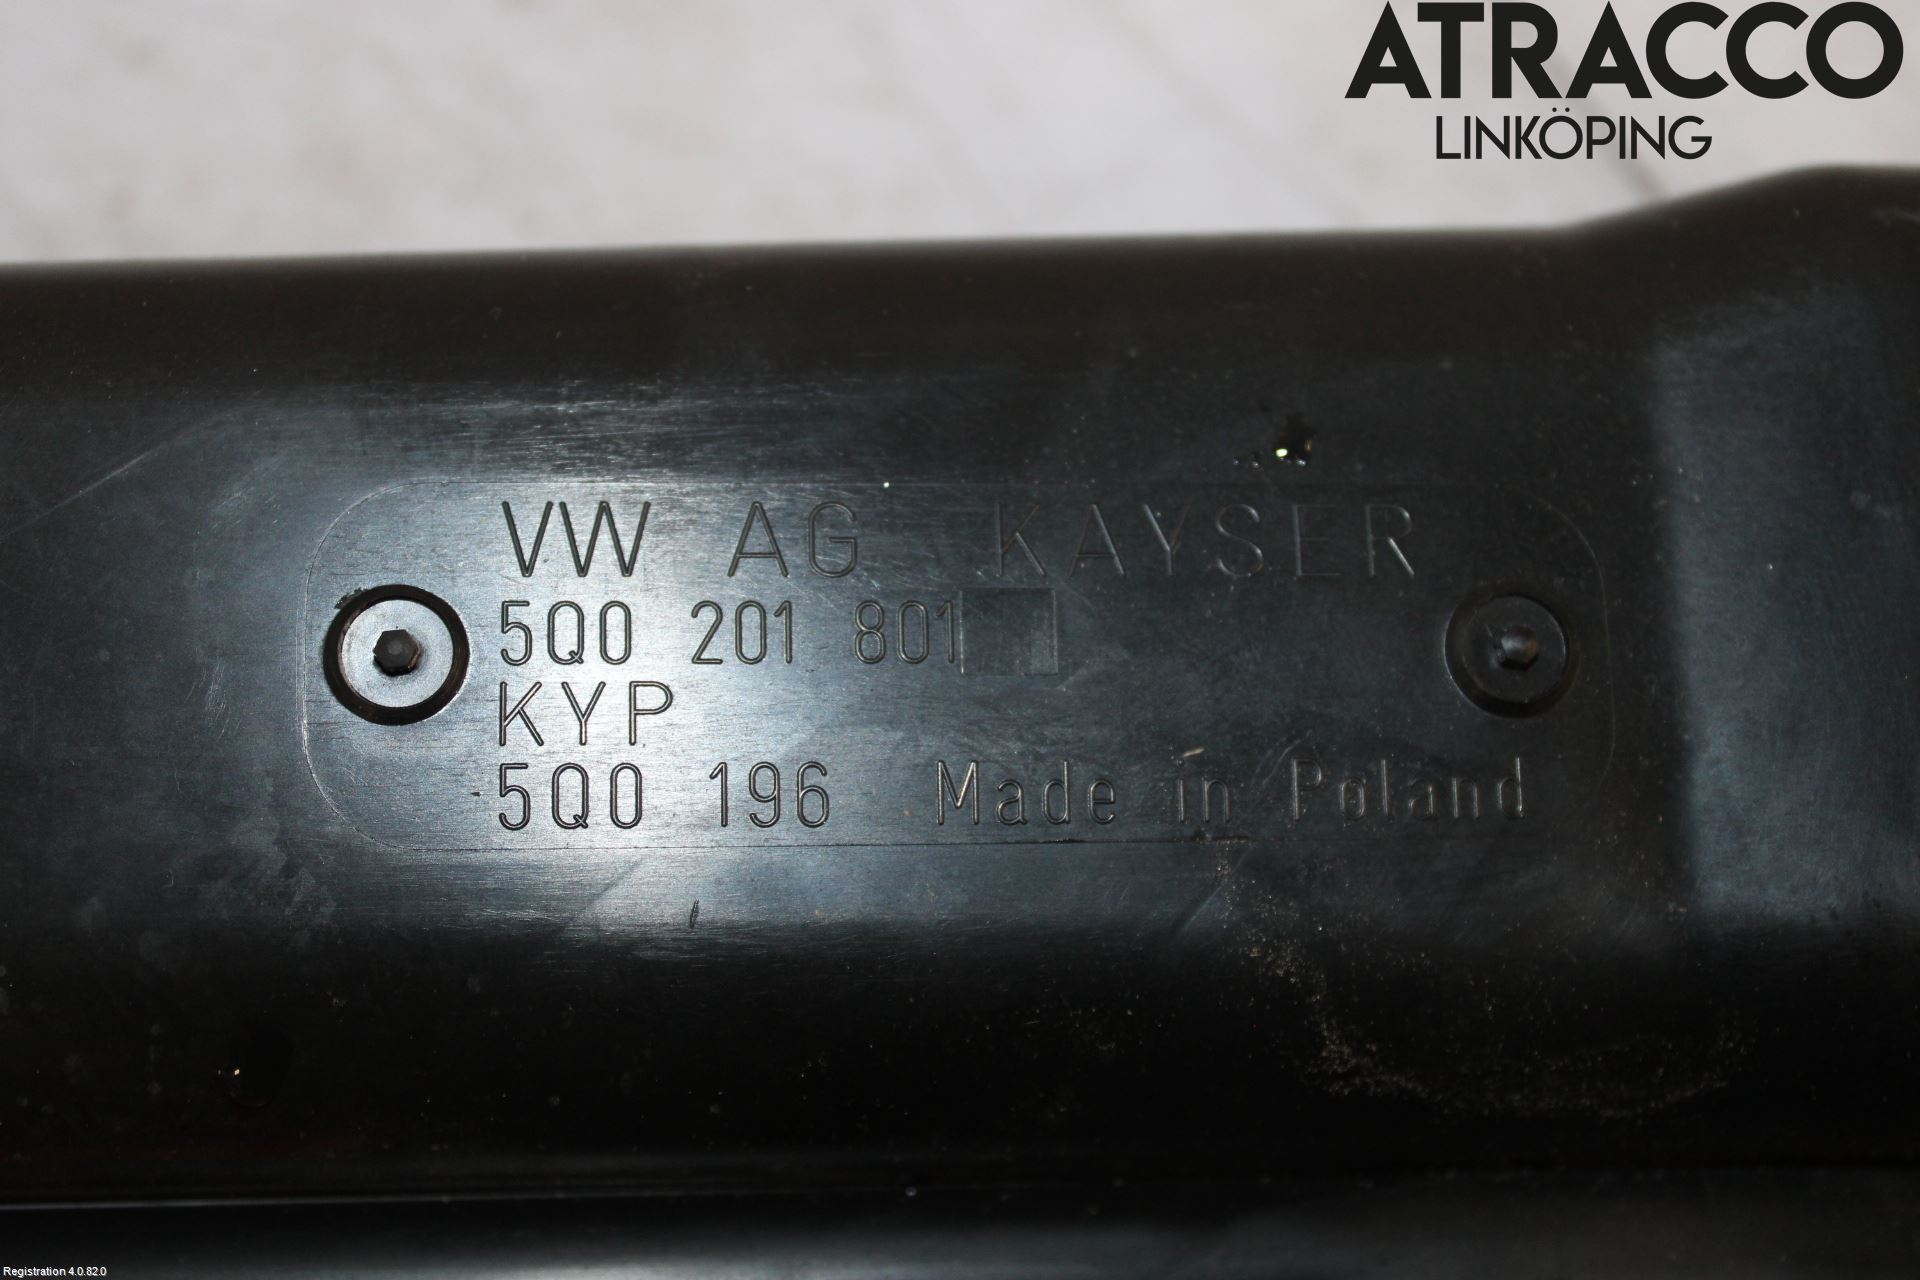 ATRACCO
LINKÖPING
VW AG KAYSER
5Q0 201 801
KYP
5Q0 196 Made in Poland
Registration 4.0.82.0